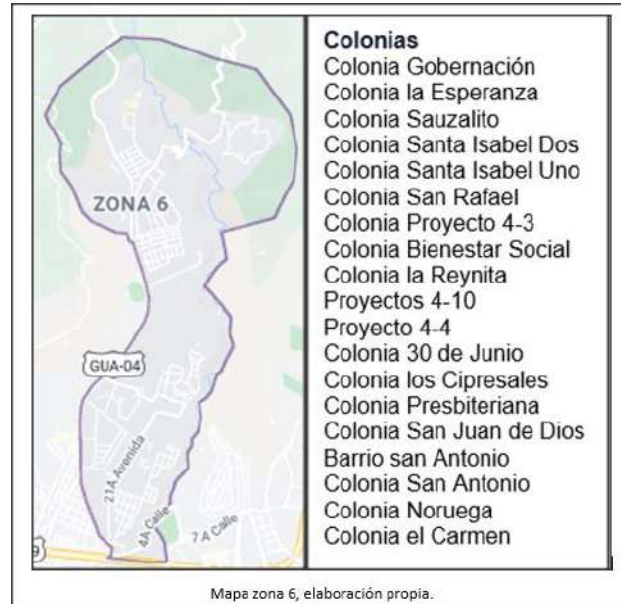 ZONA 6
GUA-04
21A Avenida
4A Calle
7 A Calle
9
Colonias
Colonia Gobernación
Colonia la Esperanza
Colonia Sauzalito
Colonia Santa Isabel Dos
Colonia Santa Isabel Uno
Colonia San Rafael
Colonia Proyecto 4-3
Colonia Bienestar Social
Colonia la Reynita
Proyectos 4-10
Proyecto 4-4
Colonia 30 de Junio
Colonia los Cipresales
Colonia Presbiteriana
Colonia San Juan de Dios
Barrio san Antonio
Colonia San Antonio
Colonia Noruega
Colonia el Carmen
Mapa zona 6, elaboración propia.